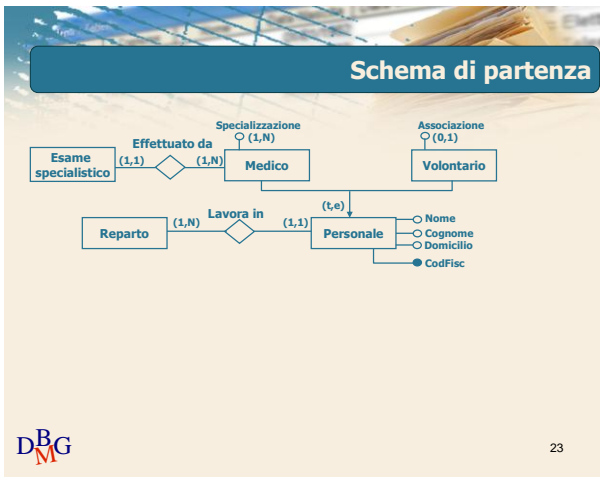 Schema di partenza
Specializzazione
(1,N)
Associazione
(0,1)
Effettuato da
Esame
specialistico
(1,1)
(1,N)
Medico
Volontario
(t,e)
Lavora in
Reparto
(1,N)
(1,1)
Personale
Nome
Cognome
Domicilio
CodFisc
DBMG
23